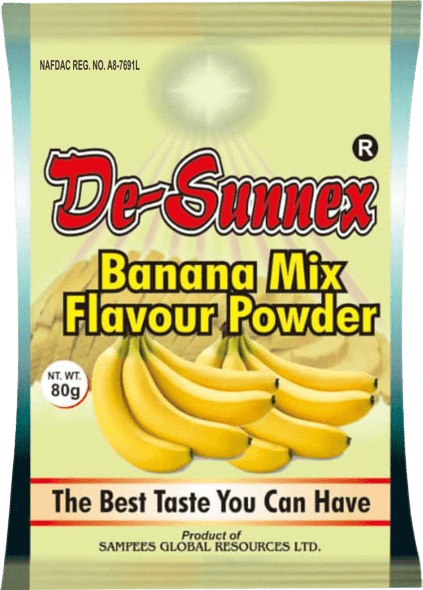 NAFDAC REG. NO. A8-7691L
®
De-Sunnex
Banana Mix
Flavour Powder
NT. WT.
80g
The Best Taste You Can Have
Product of
SAMPEES GLOBAL RESOURCES LTD.